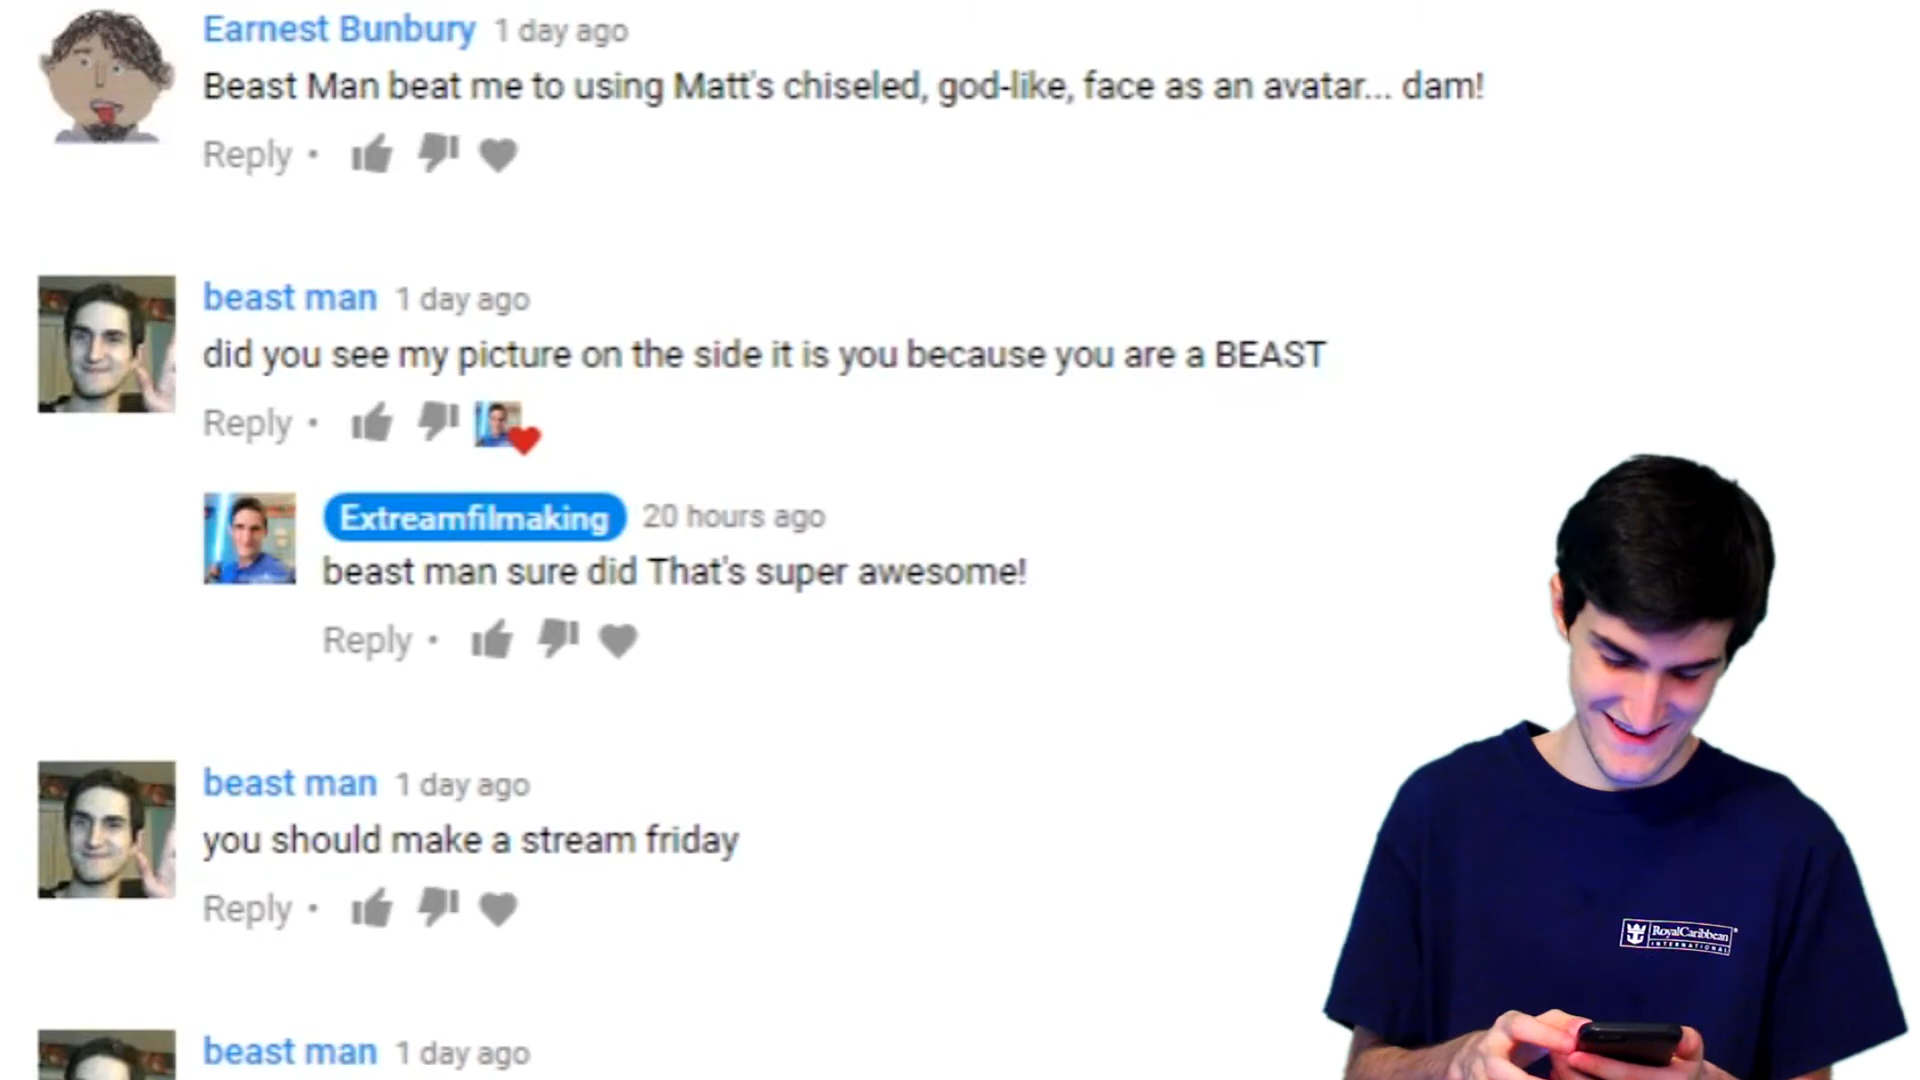 Earnest Bunbury 1 day ago
Beast Man beat me to using Matt's chiseled, god-like, face as an avatar... dam!
Reply •
beast man 1 day ago
did you see my picture on the side it is you because you are a BEAST
Reply •
Extreamfilmaking 20 hours ago
beast man sure did That's super awesome!
Reply •
beast man 1 day ago
you should make a stream friday
Reply •
RoyalCaribbean
INTERNATIONAL
beast man 1 day ago